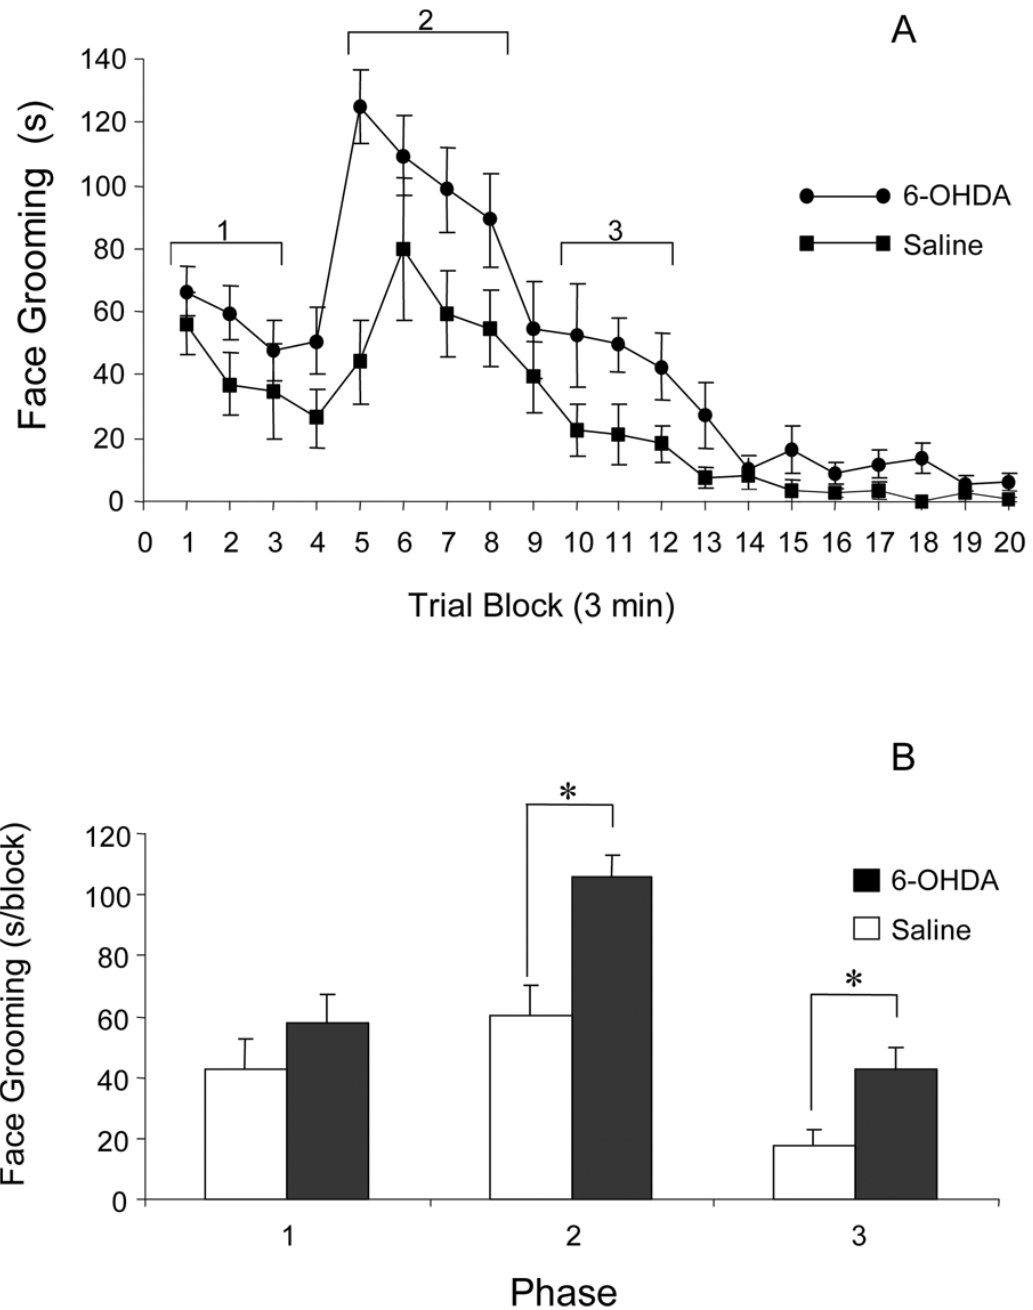 2
A
140
120
100
80
60
40
20
0
Face Grooming (s)
1
3
6-OHDA
Saline
0 1 2 3 4 5 6 7 8 9 10 11 12 13 14 15 16 17 18 19 20
Trial Block (3 min)
B
120
100
80
60
40
20
0
Face Grooming (s/block)
*
*
6-OHDA
Saline
1 2 3
Phase